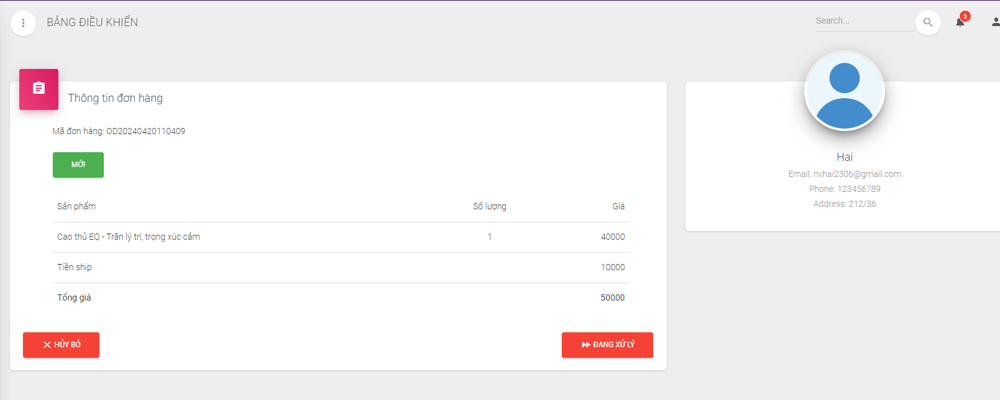 BẢNG ĐIỀU KHIỂN
Search...
5
Thông tin đơn hàng
Mã đơn hàng: OD20240420110409
MỚI
Sản phẩm Số lượng Giá
Cao thủ EQ - Trân lý trí, trọng xúc cảm 1 40000
Tiền ship 10000
Tổng giá 50000
HỦY BỎ
ĐANG XỬ LÝ
Hai
Email: nvhai2306@gmail.com
Phone: 123456789
Address: 212/36